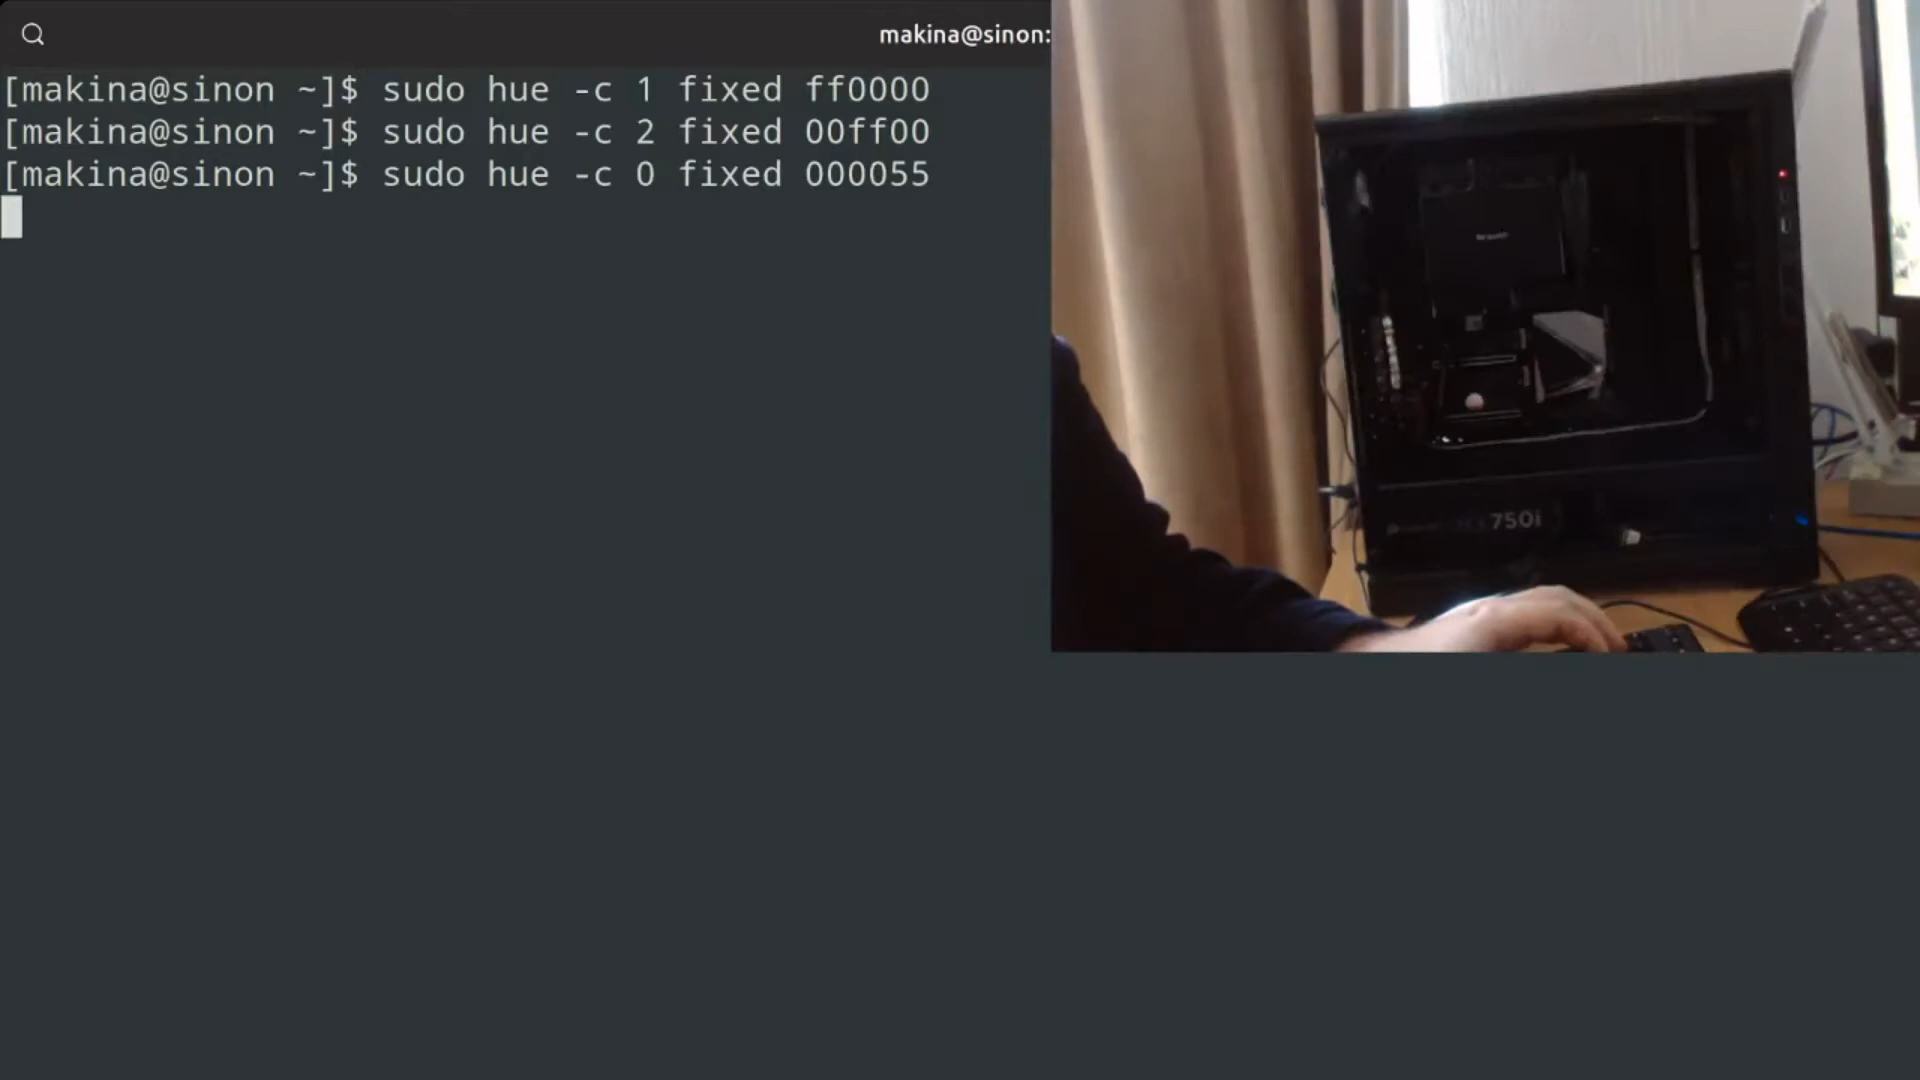 makina@sinon:
[makina@sinon ~]$ sudo hue -c 1 fixed ff0000
[makina@sinon ~]$ sudo hue -c 2 fixed 00ff00
[makina@sinon ~]$ sudo hue -c 0 fixed 000055
750i